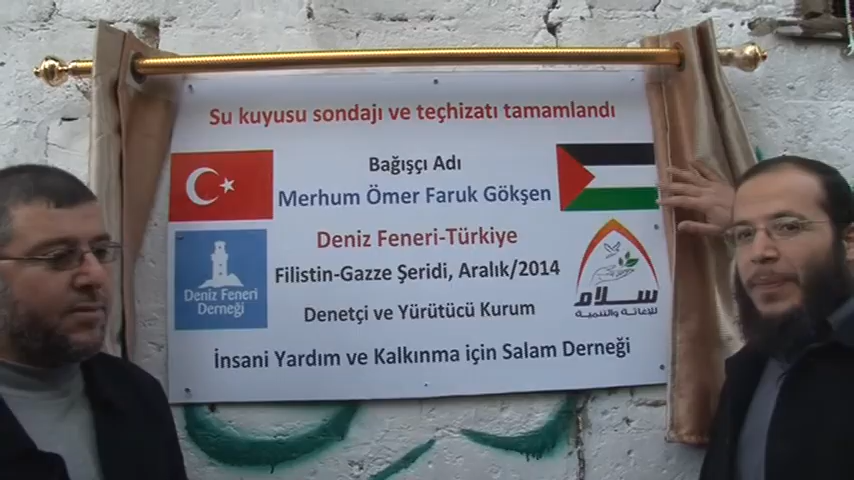 Su kuyusu sondajı ve teçhizatı tamamlandı
Bağışçı Adı
Merhum Ömer Faruk Gökşen
Deniz Feneri-Türkiye
Filistin-Gazze Şeridi, Aralık/2014
Denetçi ve Yürütücü Kurum
İnsani Yardım ve Kalkınma için Salam Derneği
Deniz Feneri
Derneği
سلام
للإغاثة والتنمية